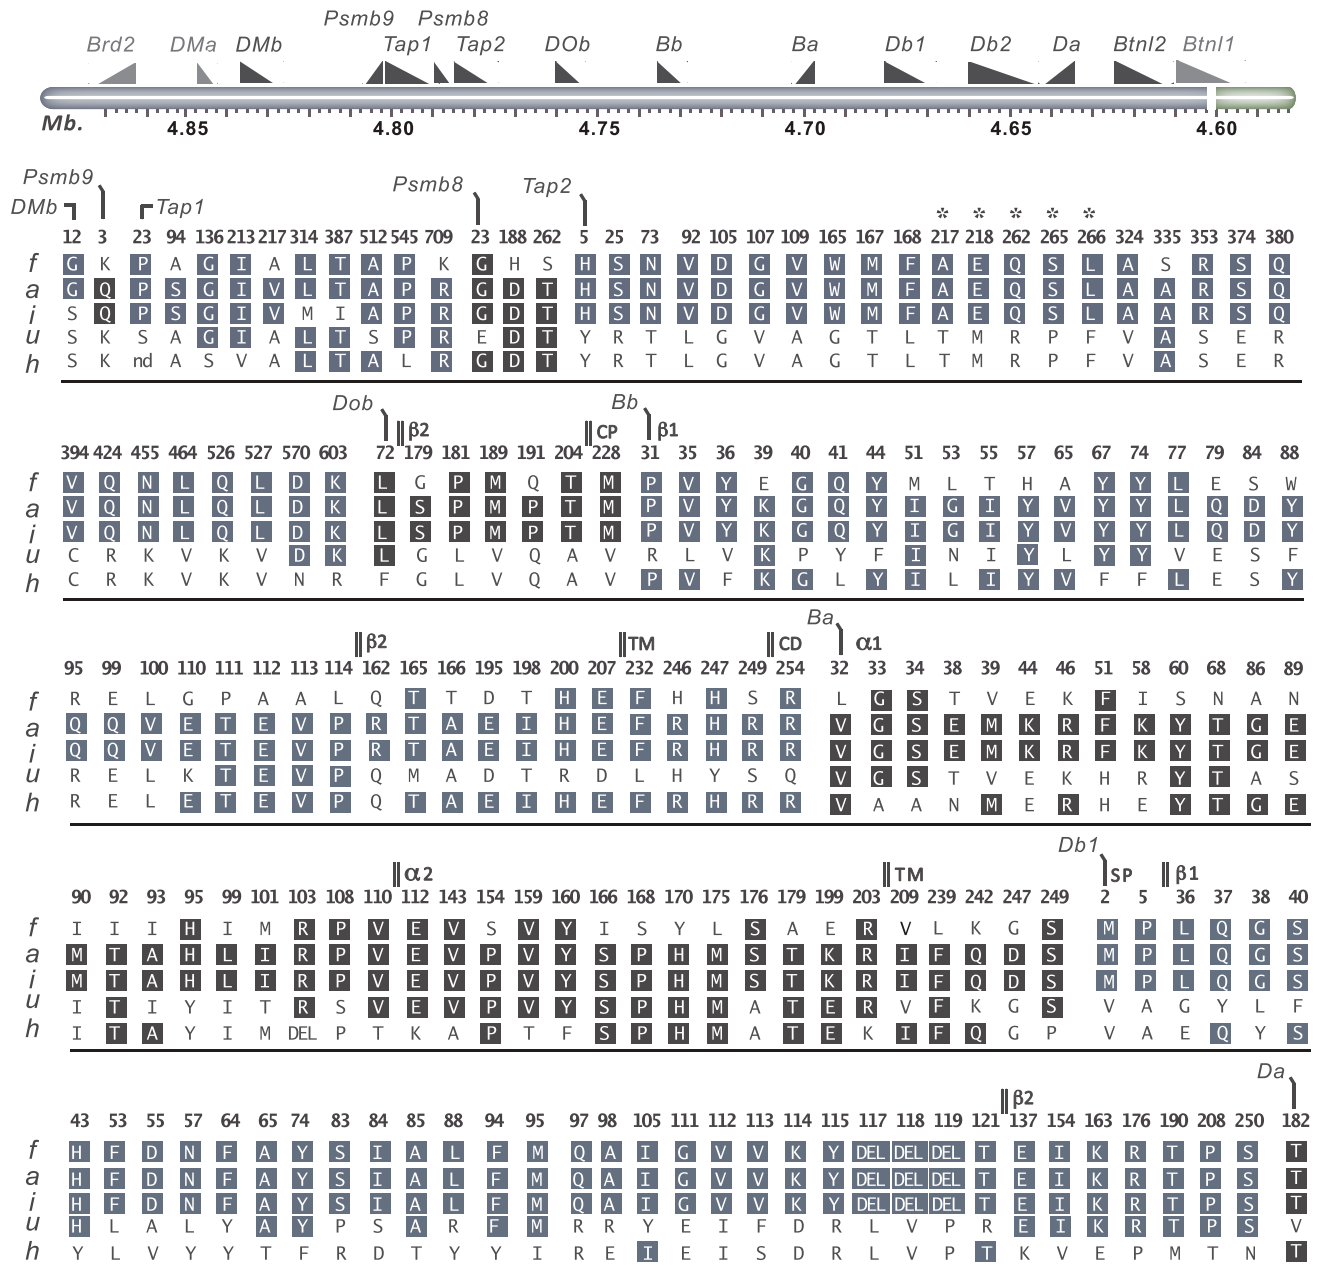 Psmb9 Psmb8
Brd2 DMa DMb Tap1 Tap2 DOb Bb Ba Db1 Db2 Da Btnl2 Btnl1
Mb. 4.85 4.80 4.75 4.70 4.65 4.60
Psmb9 Psmb8 Tap2
DMb Tap1
* * * * *
12 3 23 94 136 213 217 314 387 512 545 709 23 188 262 5 25 73 92 105 107 109 165 167 168 217 218 262 265 266 324 335 353 374 380
f G K P A G I A L T A P K G H S H S N V D G V W M F A E Q S L A S R S Q
a G Q P S G I V L T A P R G D T H S N V D G V W M F A E Q S L A A R S Q
i S Q P S G I V M I A P R G D T H S N V D G V W M F A E Q S L A A R S Q
u S K S A G I A L T S P R E D T Y R T L G V A G T L T M R P F V A S E R
h S K nd A S V A L T A L R G D T Y R T L G V A G T L T M R P F V A S E R
Dob β2 CP Bb β1
394 424 455 464 526 527 570 603 72 179 181 189 191 204 228 31 35 36 39 40 41 44 51 53 55 57 65 67 74 77 79 84 88
f V Q N L Q L D K L G P M Q T M P V Y E G Q Y M L T H A Y Y L E S W
a V Q N L Q L D K L S P M P T M P V Y K G Q Y I G I Y V Y Y L Q D Y
i V Q N L Q L D K L S P M P T M P V Y K G Q Y I G I Y V Y Y L Q D Y
u C R K V K V D K L G L V Q A V R L V K P Y F I N I Y L Y Y V E S F
h C R K V K V N R F G L V Q A V P V F K G L Y I L I Y V F F L E S Y
β2 TM CD Ba α1
95 99 100 110 111 112 113 114 162 165 166 195 198 200 207 232 246 247 249 254 32 33 34 38 39 44 46 51 58 60 68 86 89
f R E L G P A A L Q T T D T H E F H H S R L G S T V E K F I S N A N
a Q Q V E T E V P R T A E I H E F R H R R V G S E M K R F K Y T G E
i Q Q V E T E V P R T A E I H E F R H R R V G S E M K R F K Y T G E
u R E L K T E V P Q M A D T R D L H Y S Q V G S T V E K H R Y T A S
h R E L E T E V P Q T A E I H E F R H R R V A A N M E R H E Y T G E
α2 TM Db1 SP β1
90 92 93 95 99 101 103 108 110 112 143 154 159 160 166 168 170 175 176 179 199 203 209 239 242 247 249 2 5 36 37 38 40
f I I I H I M R P V E V S V Y I S Y L S A E R V L K G S M P L Q G S
a M T A H L I R P V E V P V Y S P H M S T K R I F Q D S M P L Q G S
i M T A H L I R P V E V P V Y S P H M S T K R I F Q D S M P L Q G S
u I T I Y I T R S V E V P V Y S P H M A T E R V F K G S V A G Y L F
h I T A Y I M DEL P T K A P T F S P H M A T E K I F Q G P V A E Q Y S
β2 Da
43 53 55 57 64 65 74 83 84 85 88 94 95 97 98 105 111 112 113 114 115 117 118 119 121 137 154 163 176 190 208 250 182
f H F D N F A Y S I A L F M Q A I G V V K Y DEL DEL DEL T E I K R T P S T
a H F D N F A Y S I A L F M Q A I G V V K Y DEL DEL DEL T E I K R T P S T
i H F D N F A Y S I A L F M Q A I G V V K Y DEL DEL DEL T E I K R T P S T
u H L A L Y A Y P S A R F M R R Y E I F D R L V P R E I K R T P S V
h Y L V Y Y T F R D T Y Y I R E I E I S D R L V P T K V E P M T N T